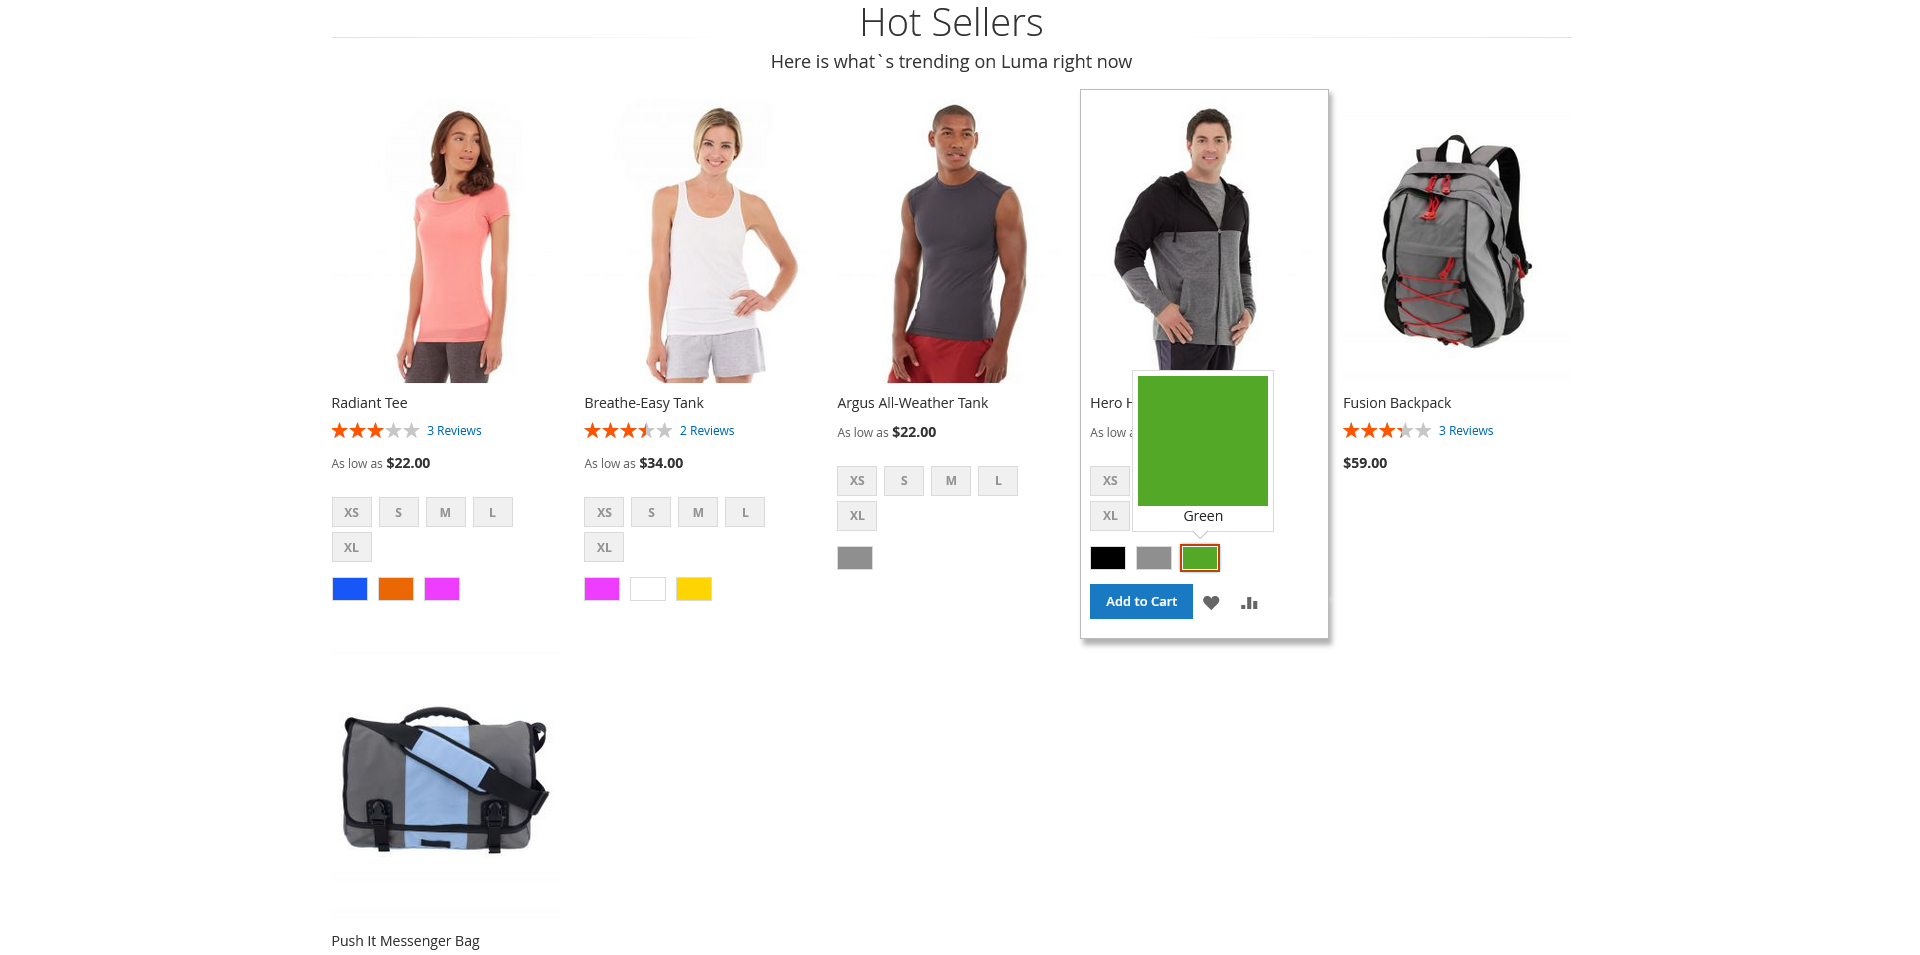 Hot Sellers
Here is what`s trending on Luma right now
Radiant Tee
3 Reviews
As low as $22.00
XS S M L
XL
Breathe-Easy Tank
2 Reviews
As low as $34.00
XS S M L
XL
Argus All-Weather Tank
As low as $22.00
XS S M L
XL
Hero
As low
XS
XL
Green
Add to Cart
Fusion Backpack
3 Reviews
$59.00
Push It Messenger Bag